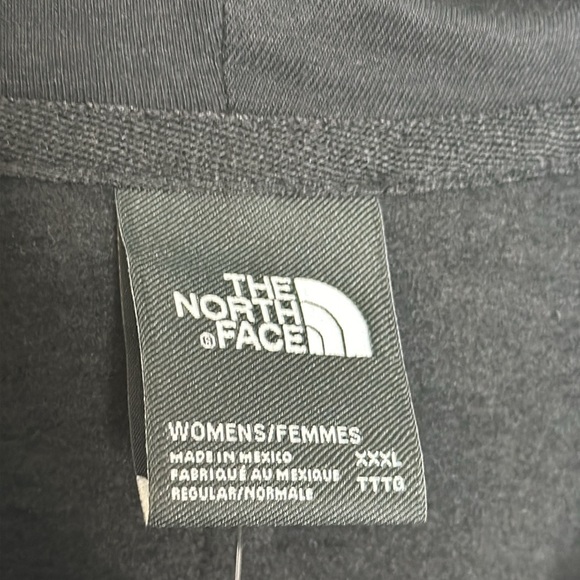 THE
NORTH
® FACE
WOMENS/FEMMES
MADE IN MEXICO XXXL
FABRIQUÉ AU MEXIQUE TTTG
REGULAR/NORMALE